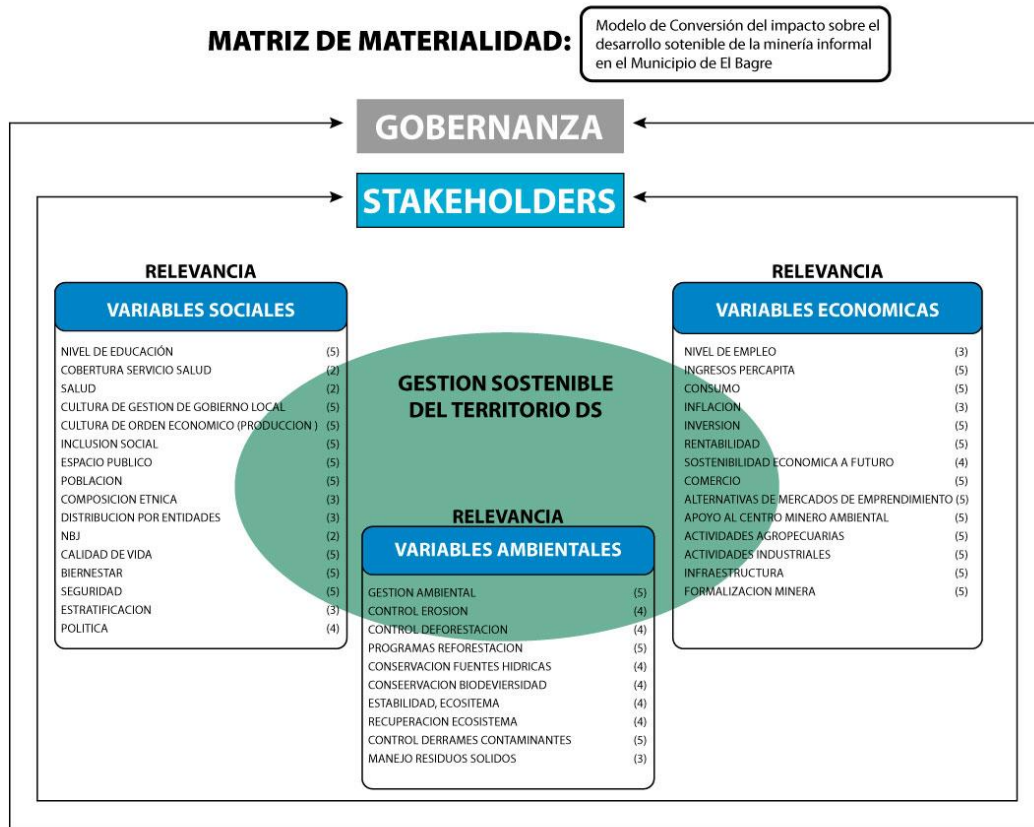 MATRIZ DE MATERIALIDAD:
Modelo de Conversión del impacto sobre el
desarrollo sotenible de la minería informal
en el Municipio de El Bagre
GOBERNANZA
STAKEHOLDERS
RELEVANCIA
VARIABLES SOCIALES
NIVEL DE EDUCACIÓN (5)
COBERTURA SERVICIO SALUD (2)
SALUD (2)
CULTURA DE GESTION DE GOBIERNO LOCAL (5)
CULTURA DE ORDEN ECONOMICO (PRODUCCION ) (5)
INCLUSION SOCIAL (5)
ESPACIO PUBLICO (5)
POBLACION (5)
COMPOSICION ETNICA (3)
DISTRIBUCION POR ENTIDADES (3)
NBJ (2)
CALIDAD DE VIDA (5)
BIERNESTAR (5)
SEGURIDAD (5)
ESTRATIFICACION (3)
POLITICA (4)
GESTION SOSTENIBLE
DEL TERRITORIO DS
RELEVANCIA
VARIABLES AMBIENTALES
GESTION AMBIENTAL (5)
CONTROL EROSION (4)
CONTROL DEFORESTACION (4)
PROGRAMAS REFORESTACION (5)
CONSERVACION FUENTES HIDRICAS (4)
CONSEERVACION BIODEVIERSIDAD (4)
ESTABILIDAD, ECOSITEMA (4)
RECUPERACION ECOSISTEMA (4)
CONTROL DERRAMES CONTAMINANTES (5)
MANEJO RESIDUOS SOLIDOS (3)
RELEVANCIA
VARIABLES ECONOMICAS
NIVEL DE EMPLEO (3)
INGRESOS PERCAPITA (5)
CONSUMO (5)
INFLACION (3)
INVERSION (5)
RENTABILIDAD (5)
SOSTENIBILIDAD ECONOMICA A FUTURO (4)
COMERCIO (5)
ALTERNATIVAS DE MERCADOS DE EMPRENDIMIENTO (5)
APOYO AL CENTRO MINERO AMBIENTAL (5)
ACTIVIDADES AGROPECUARIAS (5)
ACTIVIDADES INDUSTRIALES (5)
INFRAESTRUCTURA (5)
FORMALIZACION MINERA (5)